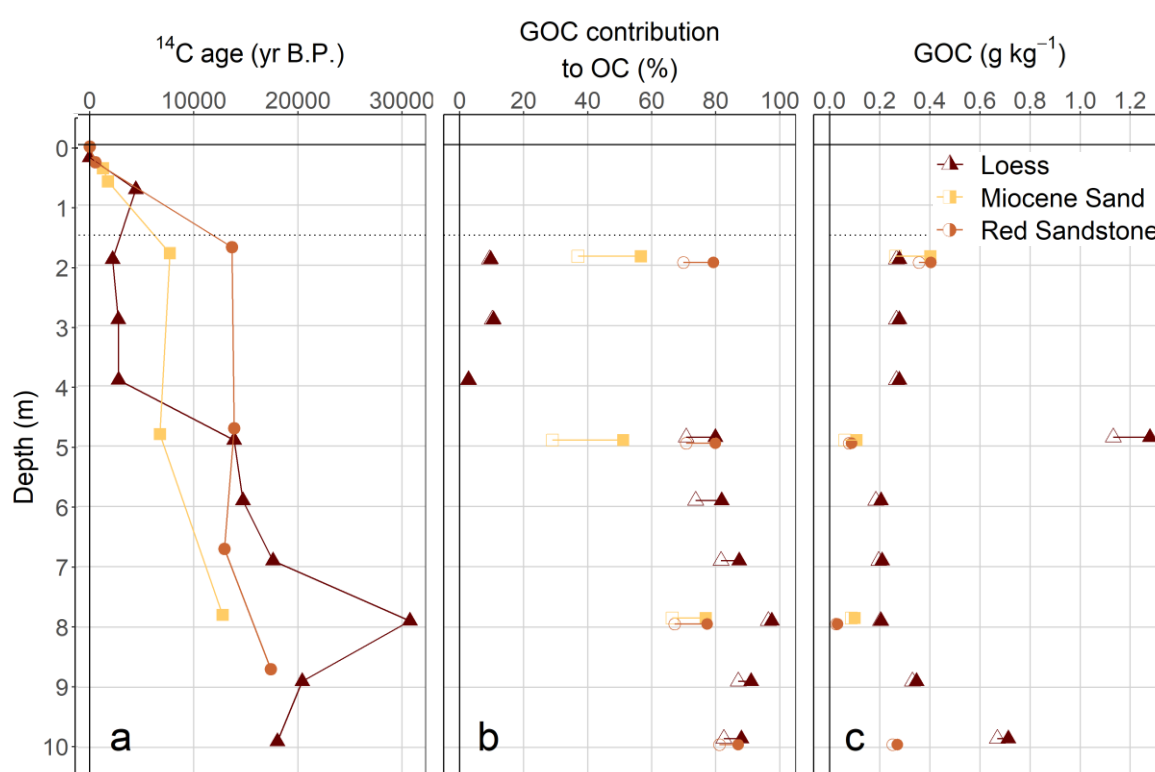 ¹⁴C age (yr B.P.)
GOC contribution
to OC (%)
GOC (g kg⁻¹)
0 10000 20000 30000
0 20 40 60 80 100
0.0 0.2 0.4 0.6 0.8 1.0 1.2
Depth (m)
0
1
2
3
4
5
6
7
8
9
10
Loess
Miocene Sand
Red Sandstone
a
b
c